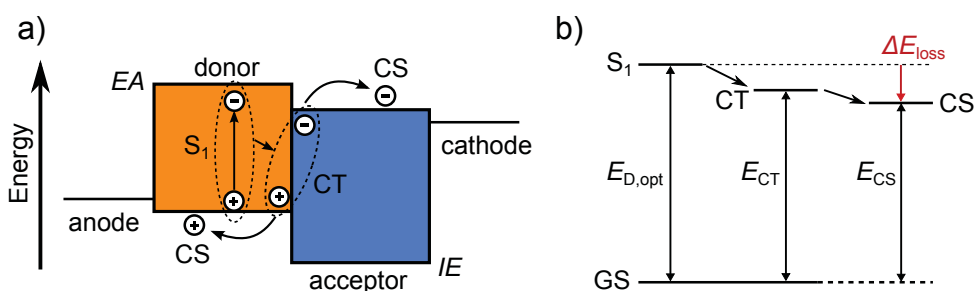 a)
Energy
donor
EA
CS
S₁
CT
cathode
anode
CS
acceptor
IE
b)
ΔE_loss
S₁
CT
CS
E_D,opt
E_CT
E_CS
GS